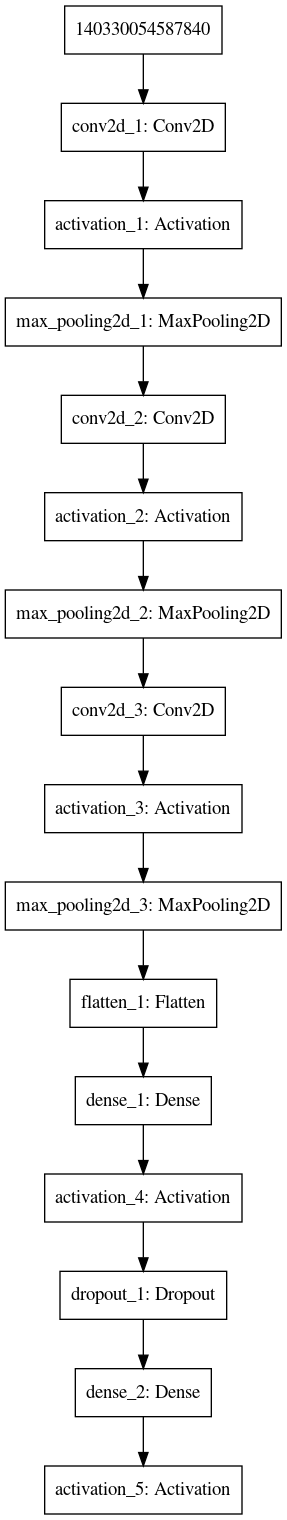 140330054587840
conv2d_1: Conv2D
activation_1: Activation
max_pooling2d_1: MaxPooling2D
conv2d_2: Conv2D
activation_2: Activation
max_pooling2d_2: MaxPooling2D
conv2d_3: Conv2D
activation_3: Activation
max_pooling2d_3: MaxPooling2D
flatten_1: Flatten
dense_1: Dense
activation_4: Activation
dropout_1: Dropout
dense_2: Dense
activation_5: Activation